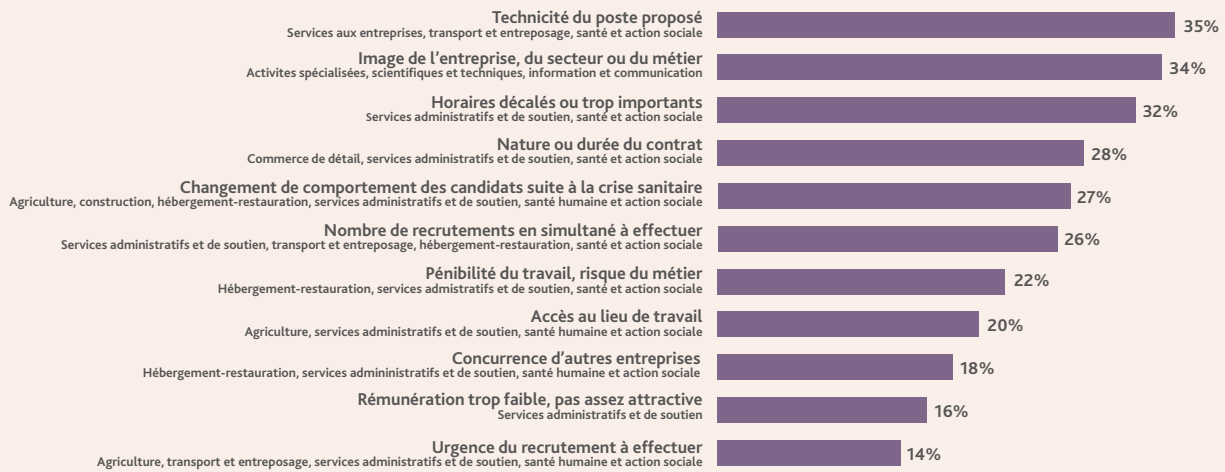 Technicité du poste proposé
Services aux entreprises, transport et entreposage, santé et action sociale
35%
Image de l'entreprise, du secteur ou du métier
Activites spécialisées, scientifiques et techniques, information et communication
34%
Horaires décalés ou trop importants
Services administratifs et de soutien, santé et action sociale
32%
Nature ou durée du contrat
Commerce de détail, services administratifs et de soutien, santé et action sociale
28%
Changement de comportement des candidats suite à la crise sanitaire
Agriculture, construction, hébergement-restauration, services administratifs et de soutien, santé humaine et action sociale
27%
Nombre de recrutements en simultané à effectuer
Services administratifs et de soutien, transport et entreposage, hébergement-restauration, santé et action sociale
26%
Pénibilité du travail, risque du métier
Hébergement-restauration, services admistratifs et de soutien, santé et action sociale
22%
Accès au lieu de travail
Agriculture, services administratifs et de soutien, santé humaine et action sociale
20%
Concurrence d'autres entreprises
Hébergement-restauration, services admininistratifs et de soutien, santé humaine et action sociale
18%
Rémunération trop faible, pas assez attractive
Services administratifs et de soutien
16%
Urgence du recrutement à effectuer
Agriculture, transport et entreposage, services administratifs et de soutien, santé humaine et action sociale
14%